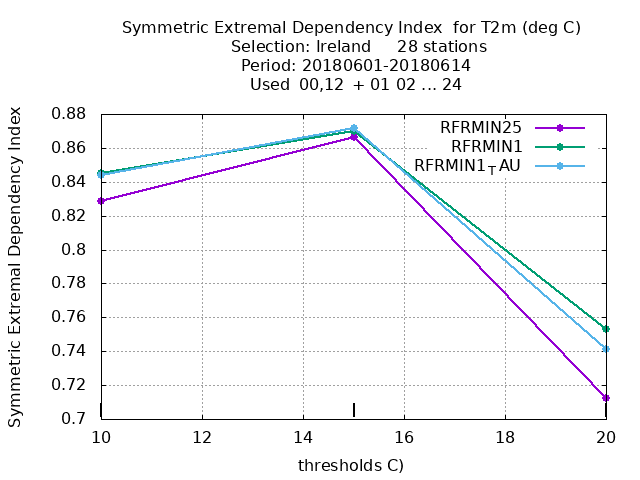 Symmetric Extremal Dependency Index  for T2m (deg C)
Selection: Ireland     28 stations
Period: 20180601-20180614
Used  00,12  + 01 02 ... 24
Symmetric Extremal Dependency Index
0.88
0.86
0.84
0.82
0.8
0.78
0.76
0.74
0.72
0.7
RFRMIN25
RFRMIN1
RFRMIN1TAU
10 12 14 16 18 20
thresholds C)